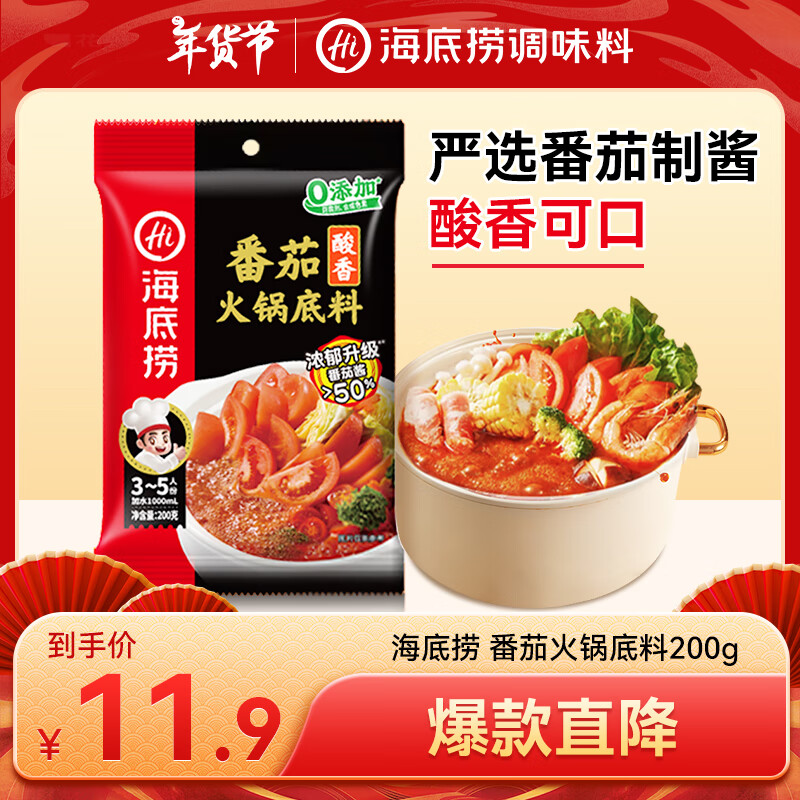 年货节
Hi 海底捞调味料
严选番茄制酱
酸香可口
0添加
Hi
海底捞
番茄
酸香
火锅底料
浓郁升级
番茄酱
>50%
3~5人份
加水1000mL
净含量:200克
到手价
¥11.9
海底捞 番茄火锅底料200g
爆款直降